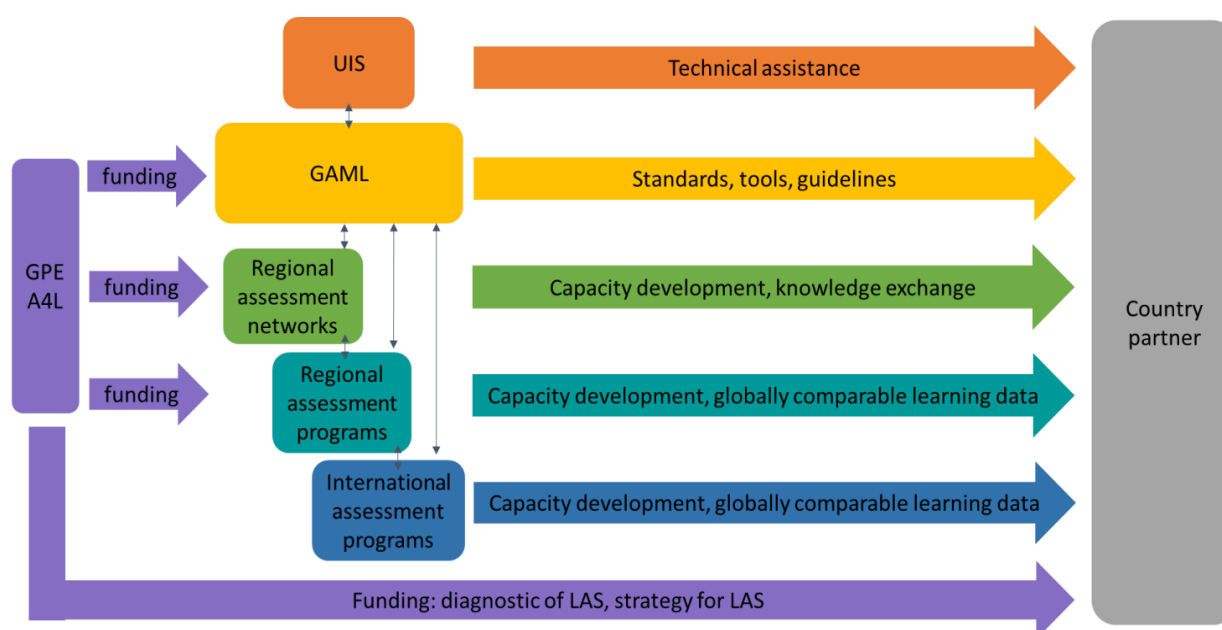 UIS
Technical assistance
funding
GAML
Standards, tools, guidelines
GPE
A4L
funding
Regional
assessment
networks
Capacity development, knowledge exchange
Country
partner
funding
Regional
assessment
programs
Capacity development, globally comparable learning data
International
assessment
programs
Capacity development, globally comparable learning data
Funding: diagnostic of LAS, strategy for LAS